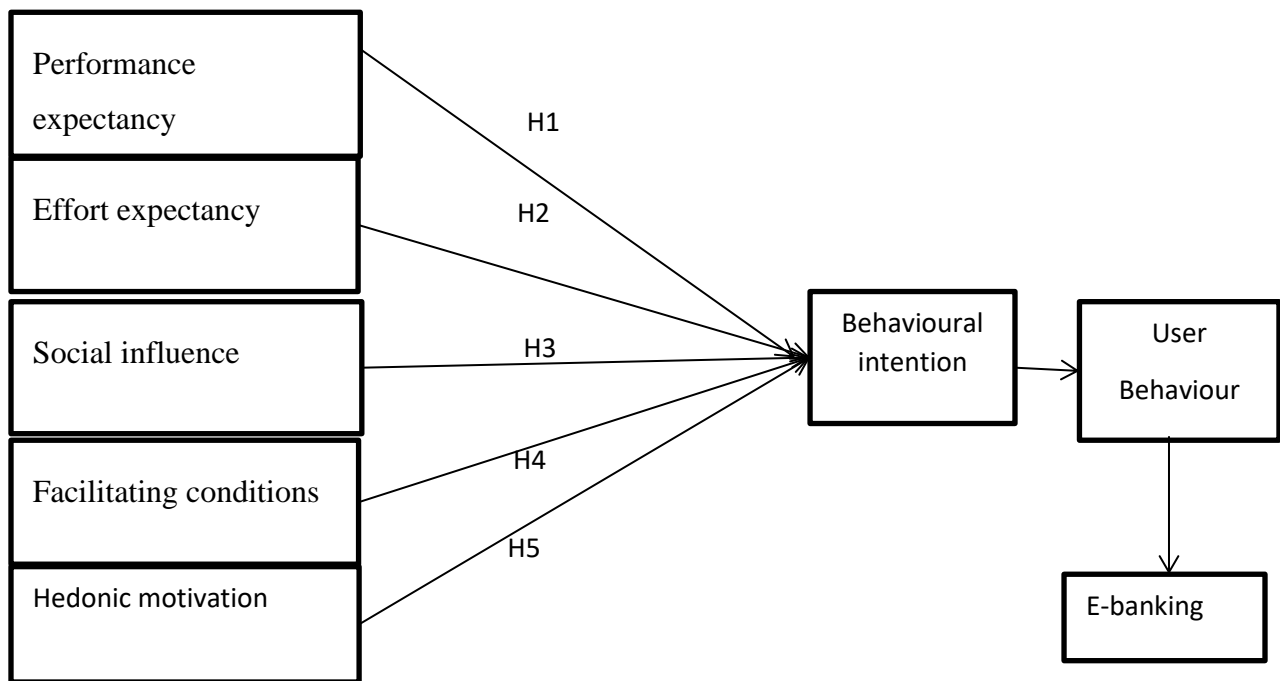 Performance
expectancy
H1
Effort expectancy
H2
Social influence
H3
Facilitating conditions
H4
Hedonic motivation
H5
Behavioural
intention
User
Behaviour
E-banking